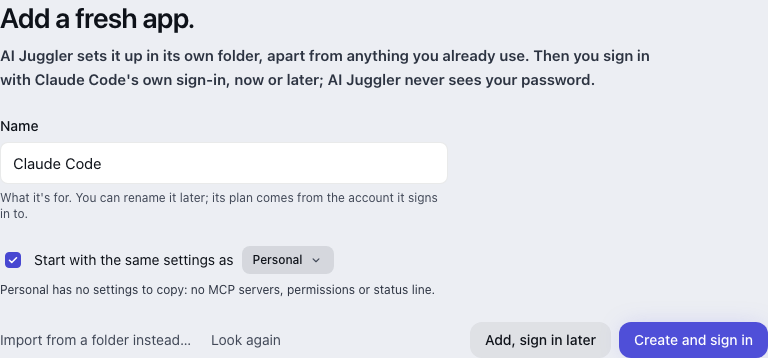 Add a fresh app.
AI Juggler sets it up in its own folder, apart from anything you already use. Then you sign in
with Claude Code's own sign-in, now or later; AI Juggler never sees your password.
Name
Claude Code
What it's for. You can rename it later; its plan comes from the account it signs
in to.
Start with the same settings as Personal
Personal has no settings to copy: no MCP servers, permissions or status line.
Import from a folder instead... Look again Add, sign in later Create and sign in